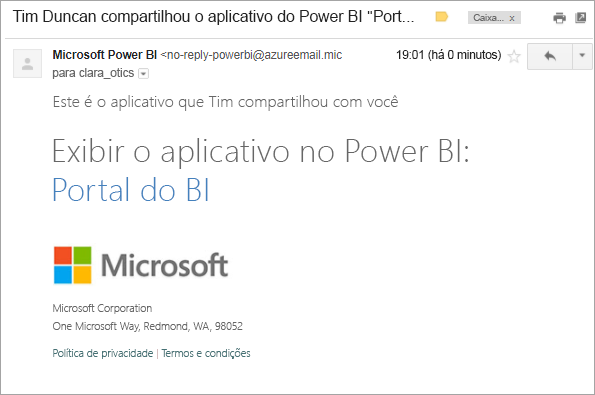 Tim Duncan compartilhou o aplicativo do Power BI “Port... Caixa... x
Microsoft Power BI <no-reply-powerbi@azureemail.mic 19:01 (há 0 minutos)
para clara_otics
Este é o aplicativo que Tim compartilhou com você
Exibir o aplicativo no Power BI:
Portal do BI
Microsoft
Microsoft Corporation
One Microsoft Way, Redmond, WA, 98052
Política de privacidade | Termos e condições